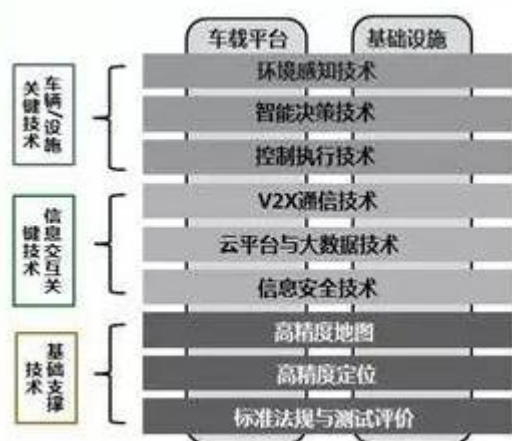 车载平台
基础设施
车辆/设施
关键技术
环境感知技术
智能决策技术
控制执行技术
信息交互关
键技术
V2X通信技术
云平台与大数据技术
信息安全技术
基础支撑
技术
高精度地图
高精度定位
标准法规与测试评价